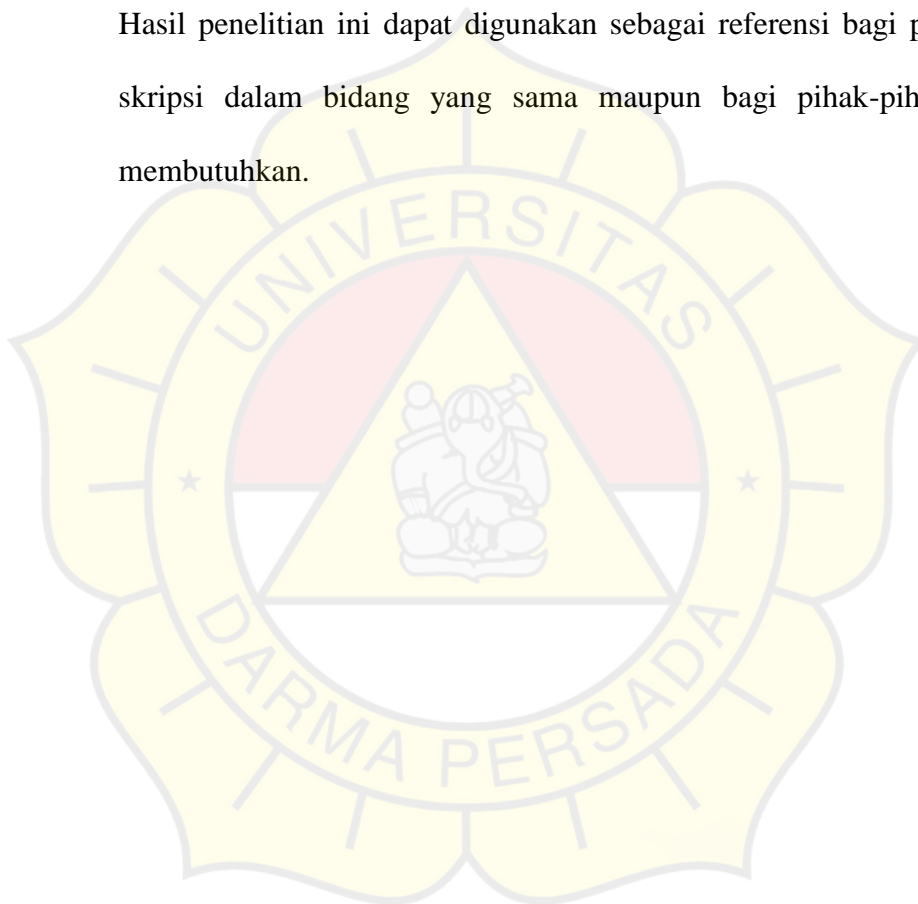 Hasil penelitian ini dapat digunakan sebagai referensi bagi
skripsi dalam bidang yang sama maupun bagi
membutuhkan.
UNIVERSITAS
DARMA PERSADA